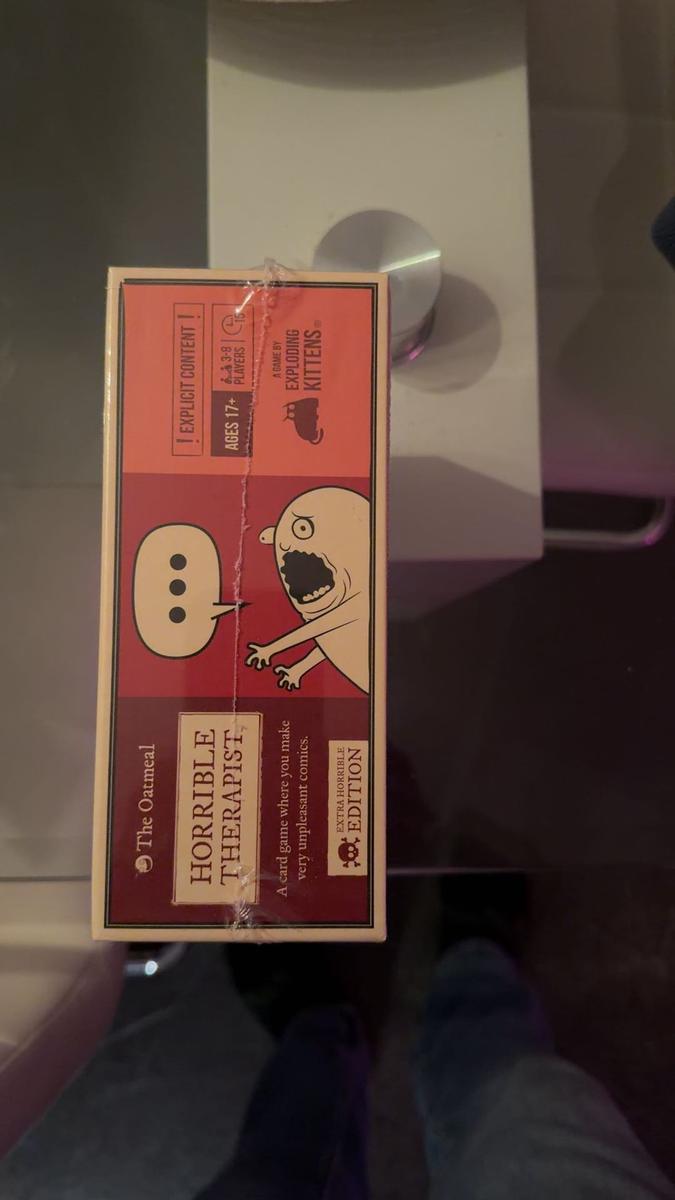 The Oatmeal
HORRIBLE
THERAPIST
A card game where you make
very unpleasant comics.
EXTRA HORRIBLE
EDITION
! EXPLICIT CONTENT !
AGES 17+
3-8
PLAYERS
15
A GAME BY
EXPLODING
KITTENS®